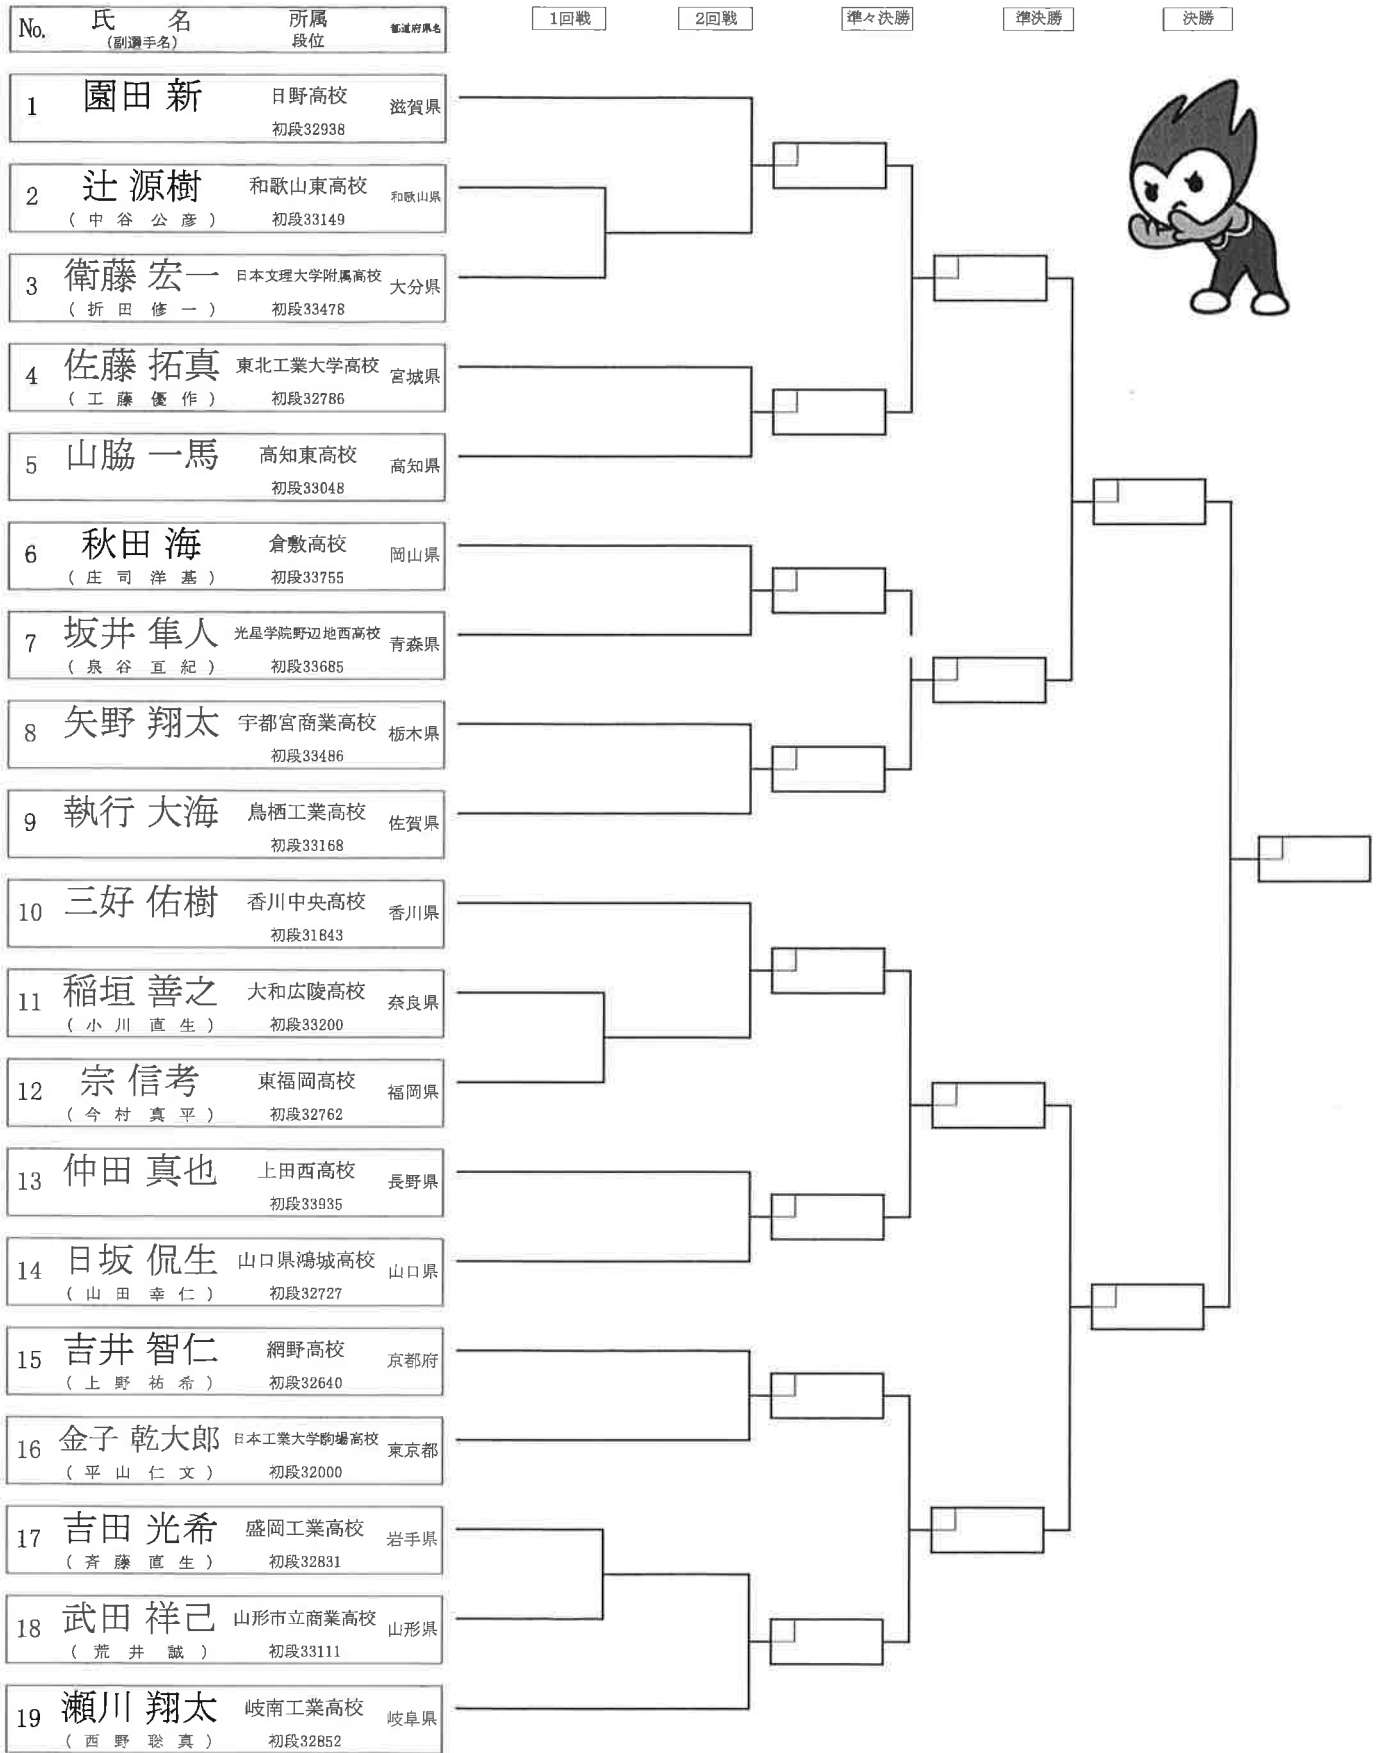 No. 氏名 所属 都道府県名 1回戦 2回戦 準々決勝 準決勝 決勝
(副選手名) 段位
1 園田 新 日野高校 滋賀県
初段32938
2 辻 源樹 和歌山東高校 和歌山県
(中谷公彦) 初段33149
3 衛藤 宏一 日本文理大学附属高校 大分県
(折田修一) 初段33478
4 佐藤 拓真 東北工業大学高校 宮城県
(工藤優作) 初段32786
5 山脇 一馬 高知東高校 高知県
初段33048
6 秋田 海 倉敷高校 岡山県
(庄司洋基) 初段33755
7 坂井 隼人 光星学院野辺地西高校 青森県
(泉谷亘紀) 初段33685
8 矢野 翔太 宇都宮商業高校 栃木県
初段33486
9 執行 大海 鳥栖工業高校 佐賀県
初段33168
10 三好 佑樹 香川中央高校 香川県
初段31843
11 稲垣 善之 大和広陵高校 奈良県
(小川直生) 初段33200
12 宗 信考 東福岡高校 福岡県
(今村真平) 初段32762
13 仲田 真也 上田西高校 長野県
初段33935
14 日坂 侃生 山口県鴻城高校 山口県
(山田幸仁) 初段32727
15 吉井 智仁 網野高校 京都府
(上野祐希) 初段32640
16 金子 乾大郎 日本工業大学駒場高校 東京都
(平山仁文) 初段32000
17 吉田 光希 盛岡工業高校 岩手県
(斉藤直生) 初段32831
18 武田 祥己 山形市立商業高校 山形県
(荒井誠) 初段33111
19 瀬川 翔太 岐南工業高校 岐阜県
(西野聡真) 初段32852